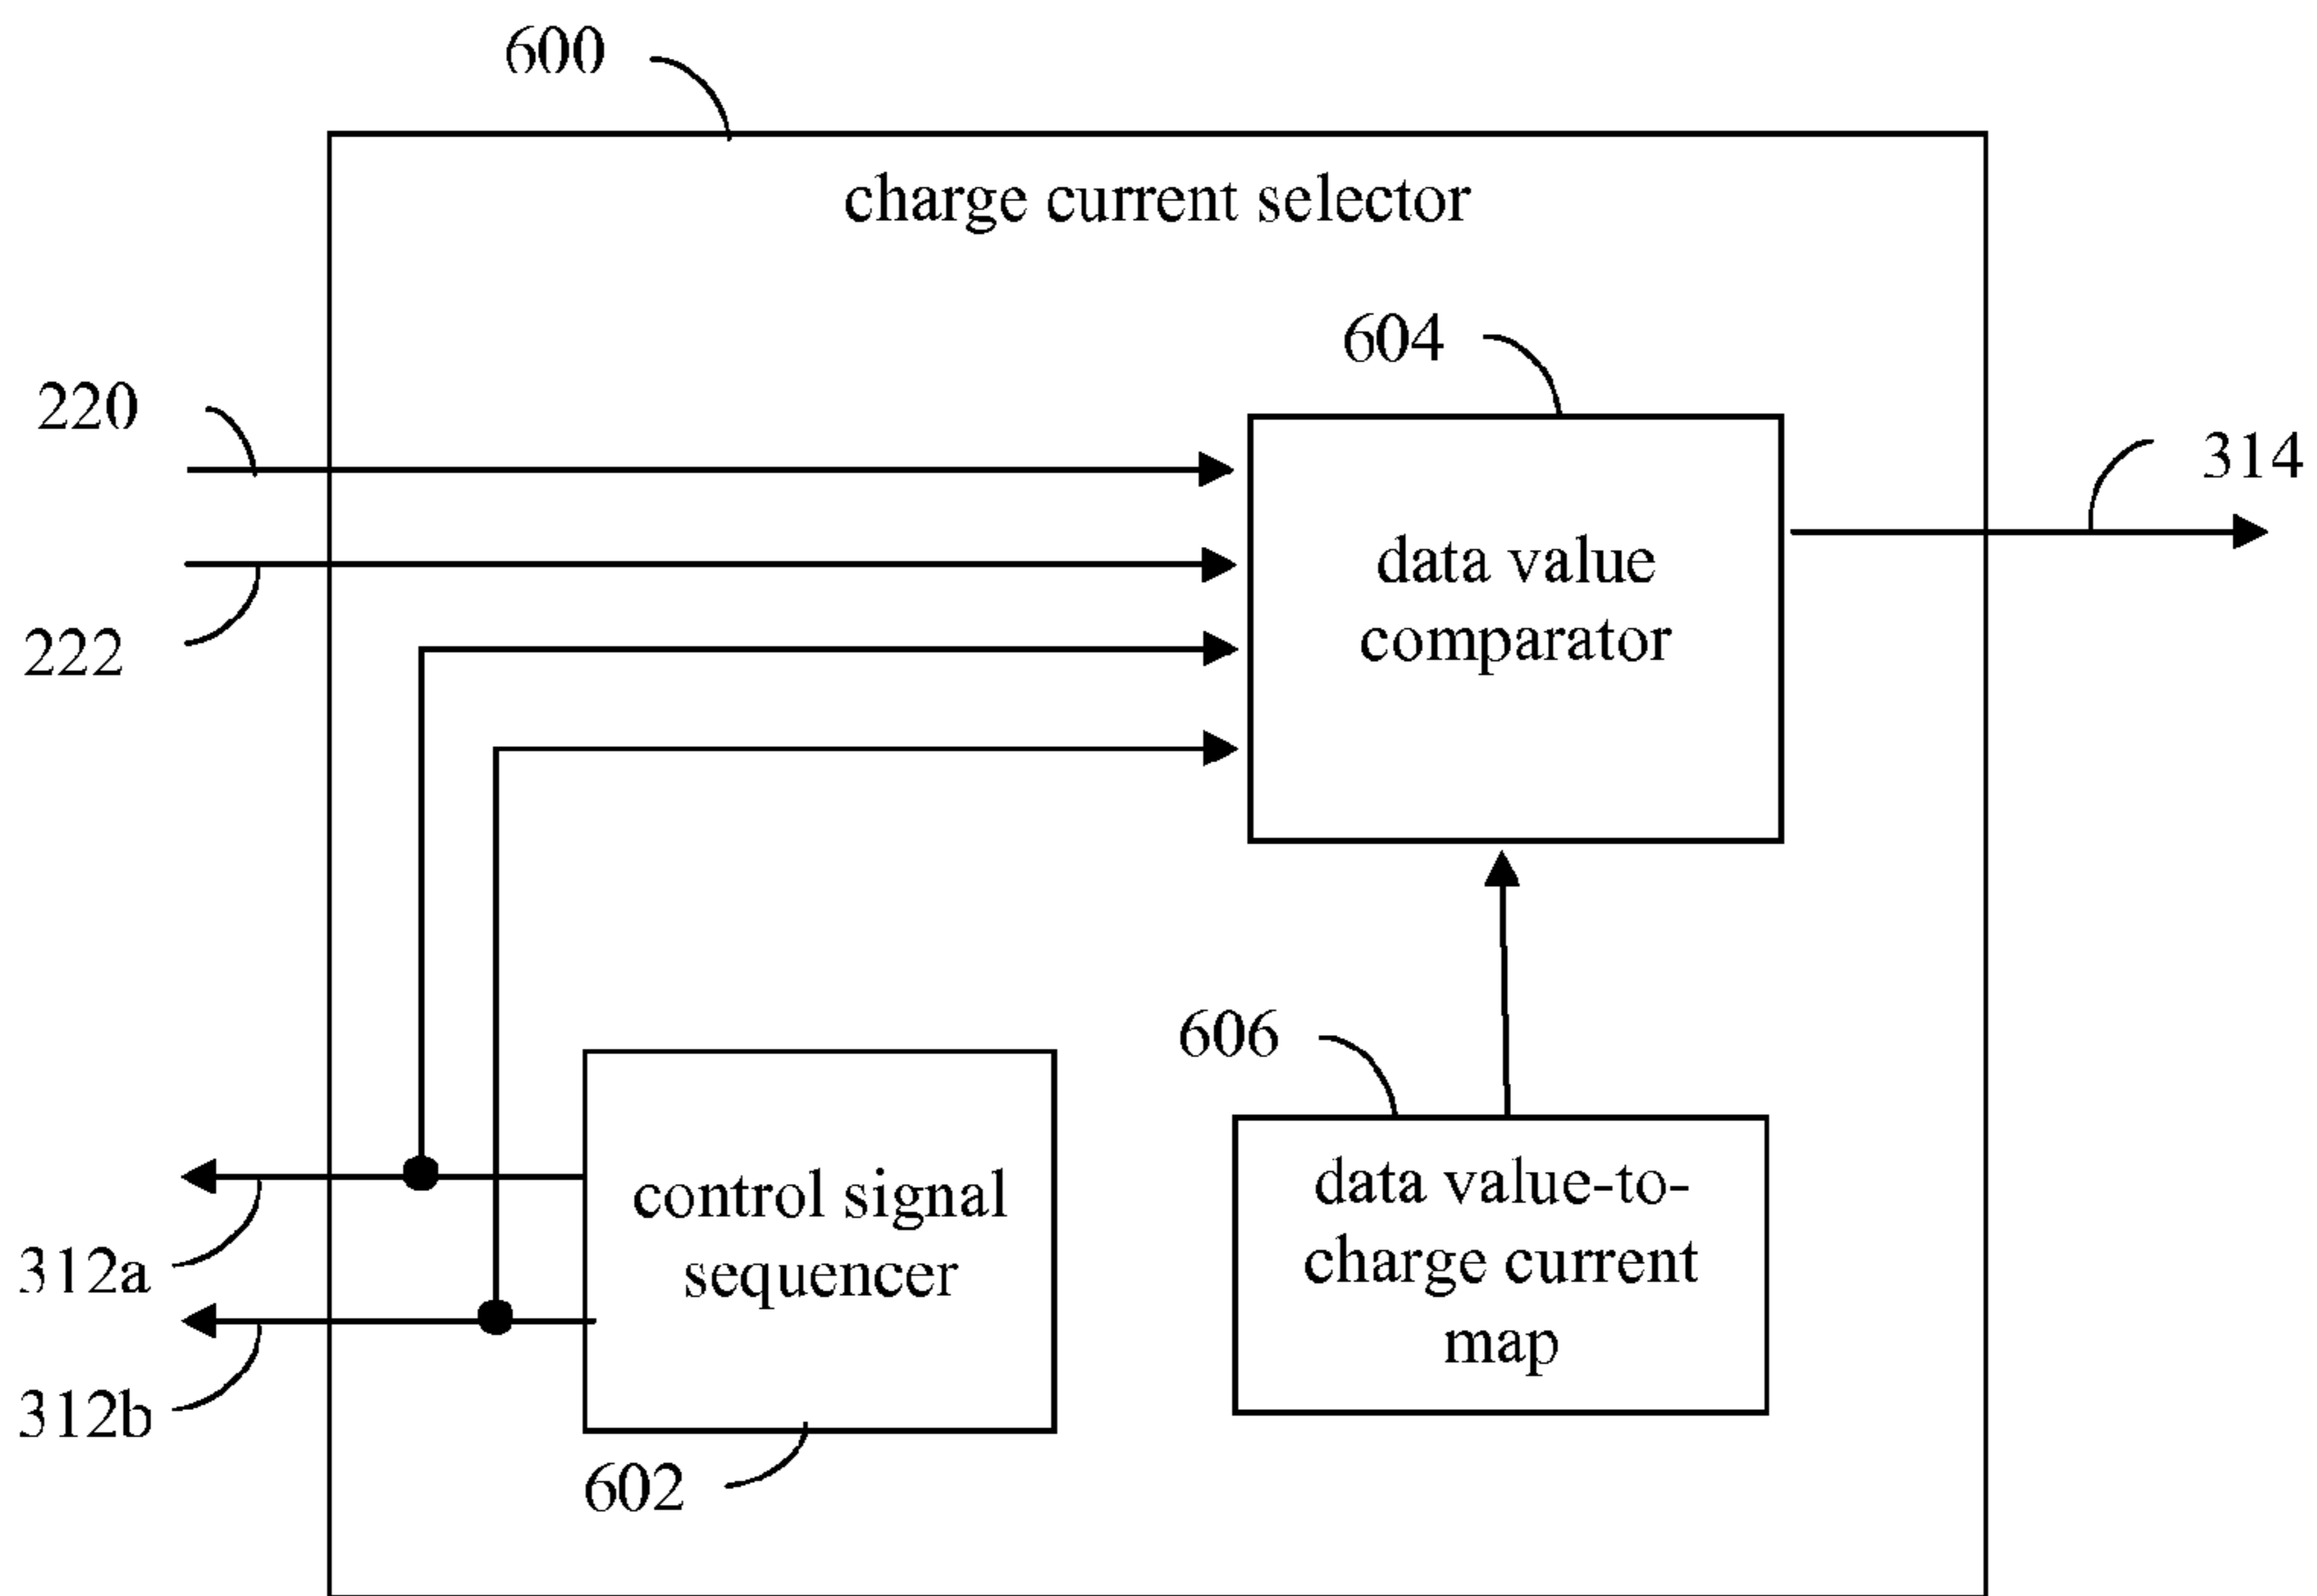 600
charge current selector
604
220
314
data value
comparator
222
606
data value-to-
charge current
map
control signal
sequencer
312a
312b
602